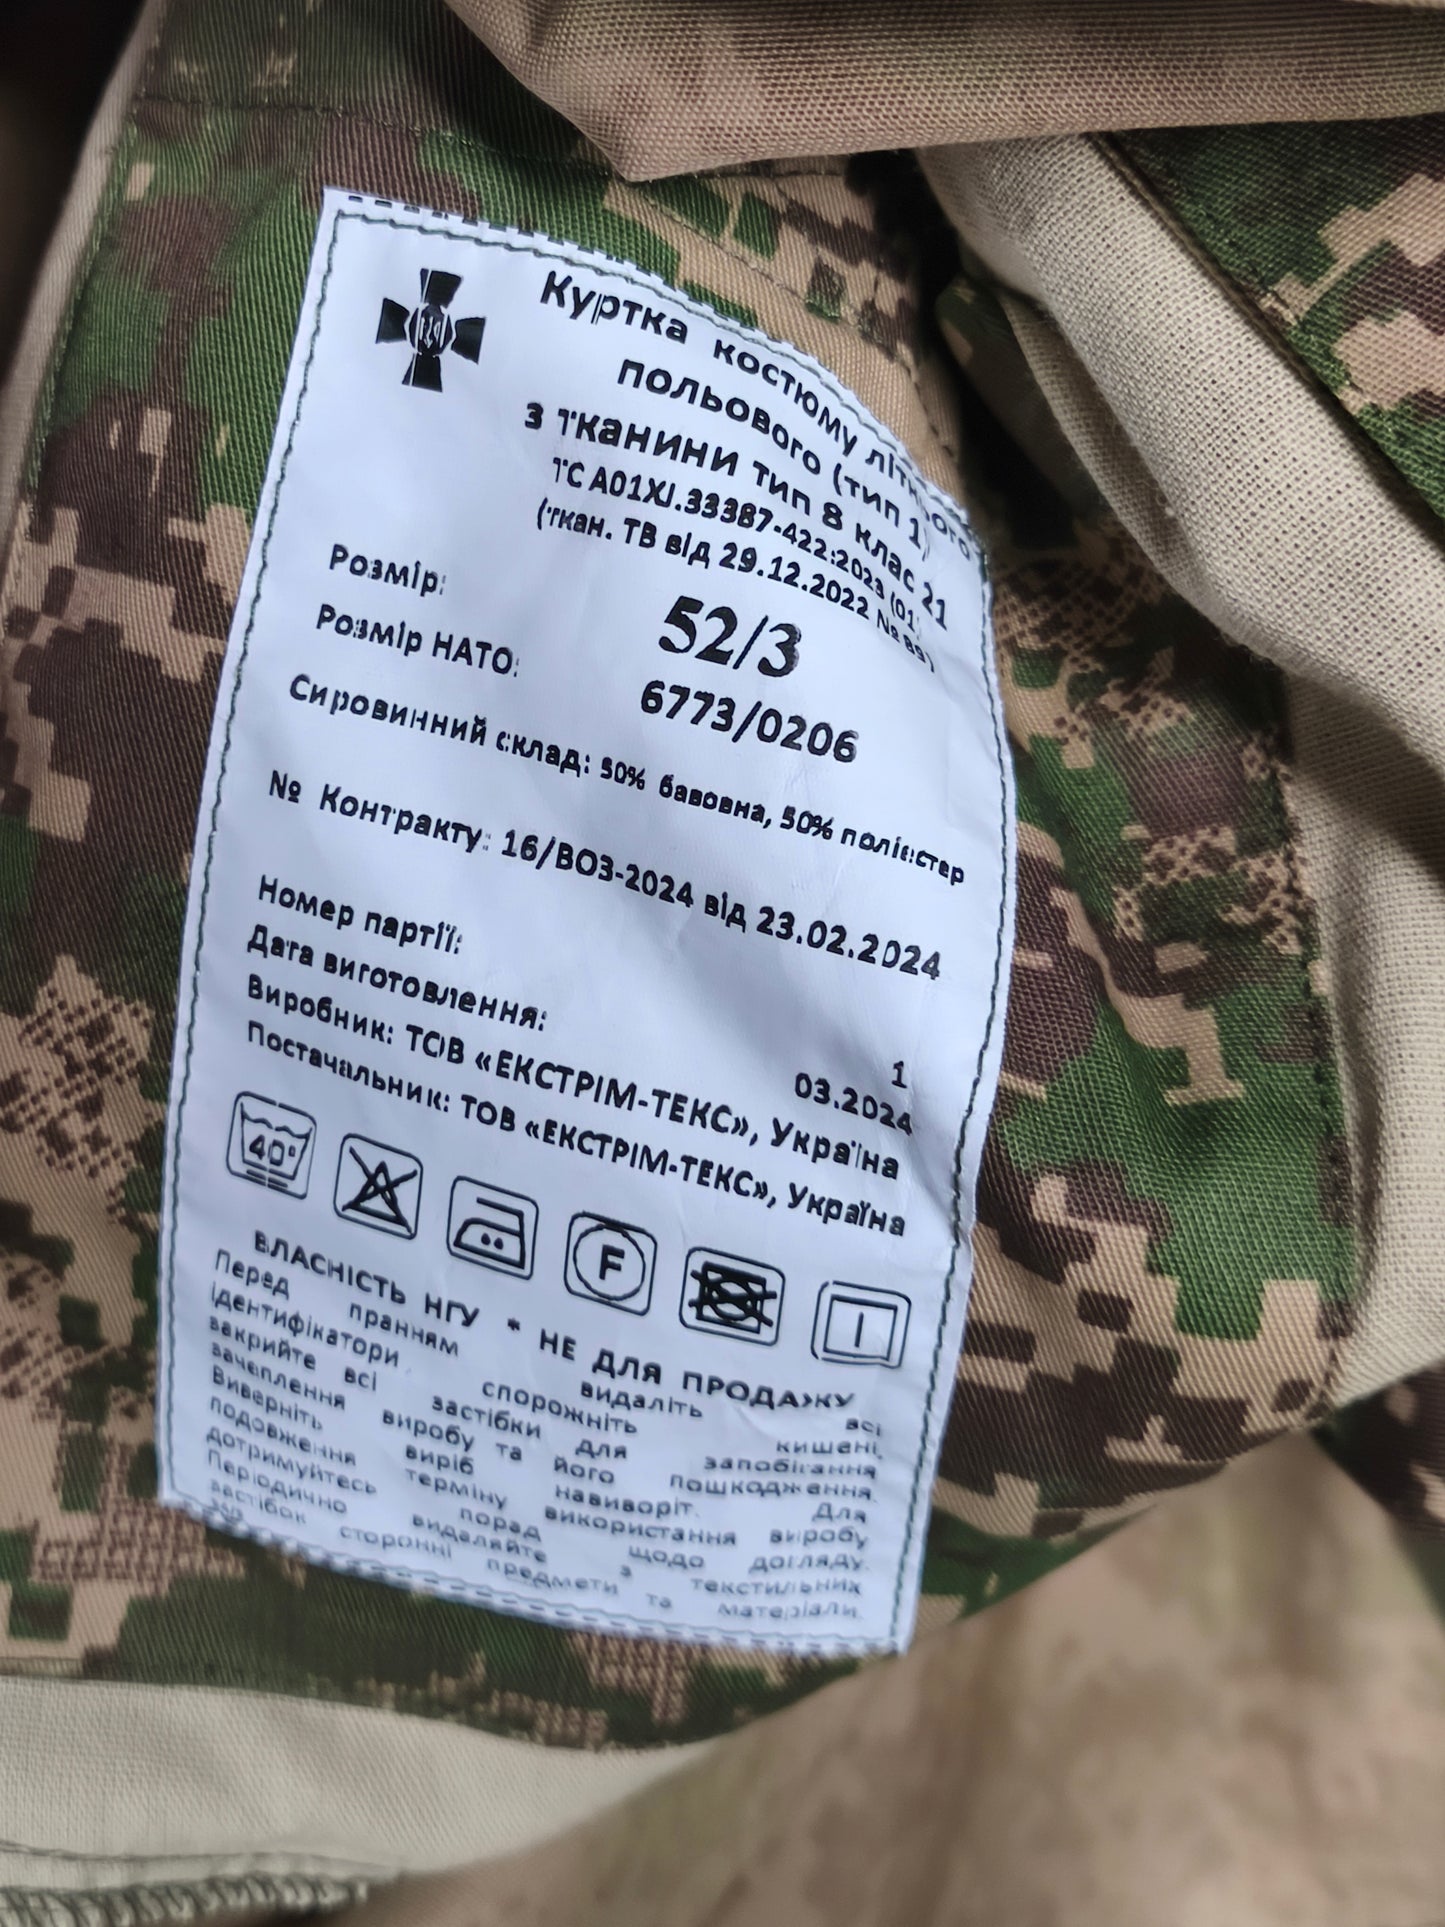 Куртка костюму літнього
польового (тип 1)
з тканини тип 8 клас 21
ТС А01XJ.33387-422:2023 (01)
(ткан. ТВ від 29.12.2022 №
Розмір: 52/3
Розмір НАТО: 6773/0206
Сировинний склад: 50% бавовна, 50% поліестер
№ Контракту: 16/ВОЗ-2024 від 23.02.2024
Номер партії: 1
Дата виготовлення: 03.2024
Виробник: ТОВ «ЕКСТРІМ-ТЕКС», Україна
Постачальник: ТОВ «ЕКСТРІМ-ТЕКС», Україна
40°
F
ВЛАСНІСТЬ НГУ * НЕ ДЛЯ ПРОДАЖУ
Перед пранням видаліть всі
ідентифікатори, спорожніть кишені,
закрийте всі застібки для запобігання
зачеплення виробу та його пошкодження.
Виверніть виріб навиворіт. Для
подовження терміну використання виробу
дотримуйтесь порад щодо догляду.
Періодично видаляйте з текстильних
застібок сторонні предмети та матеріали.